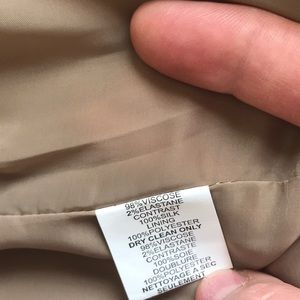 98%VISCOSE
2%ELASTANE
CONTRAST
100%SILK
LINING
100%POLYESTER
DRY CLEAN ONLY
98%VISCOSE
2%ELASTANE
CONTRASTE
100%SOIE
DOUBLURE
100%POLYESTER
NETTOYAGE A SEC
SEULEMENT